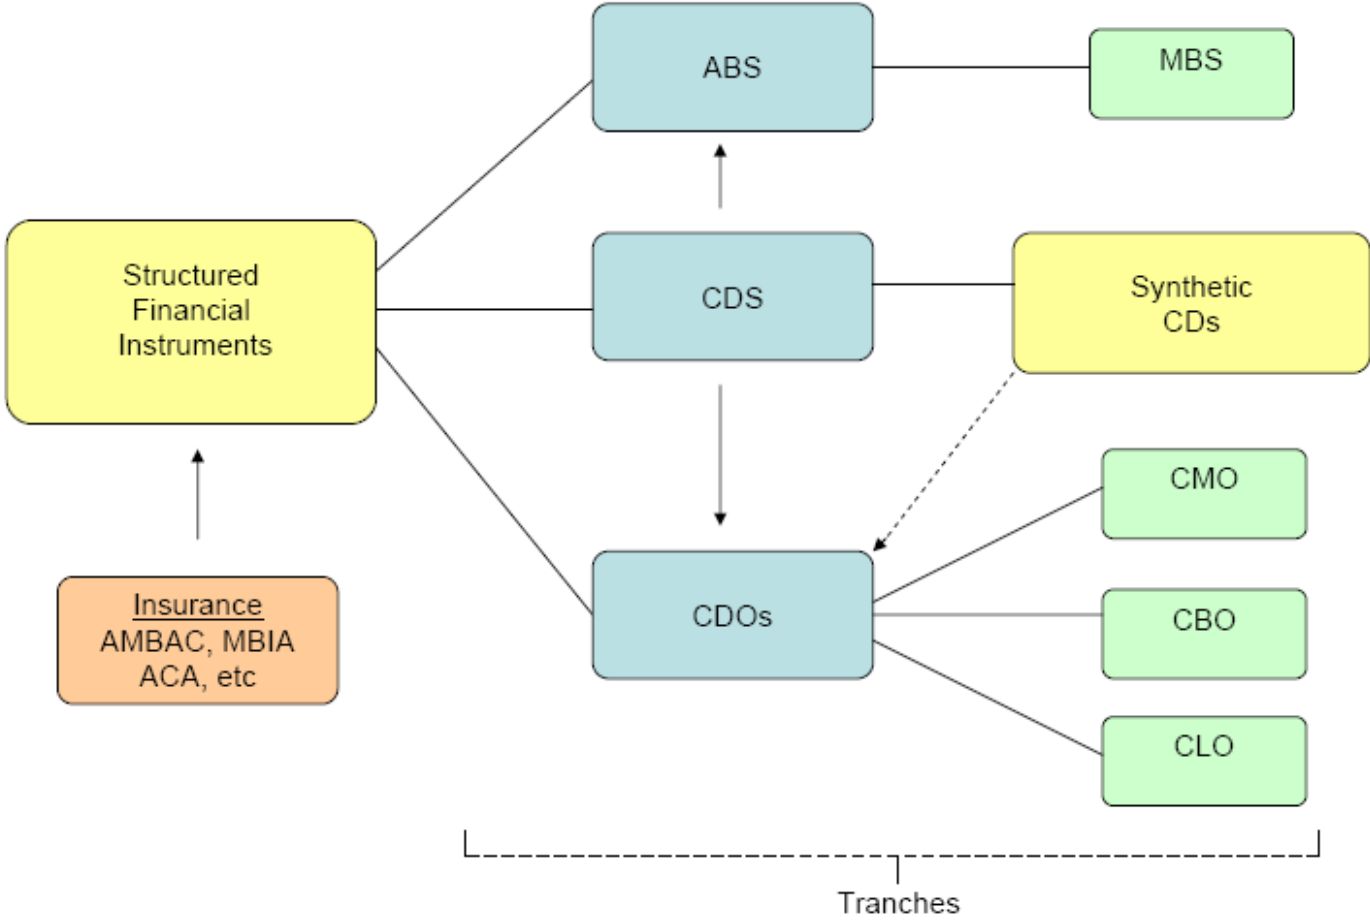 ABS
MBS
Structured
Financial
Instruments
CDS
Synthetic
CDs
CMO
Insurance
AMBAC, MBIA
ACA, etc
CDOs
CBO
CLO
Tranches